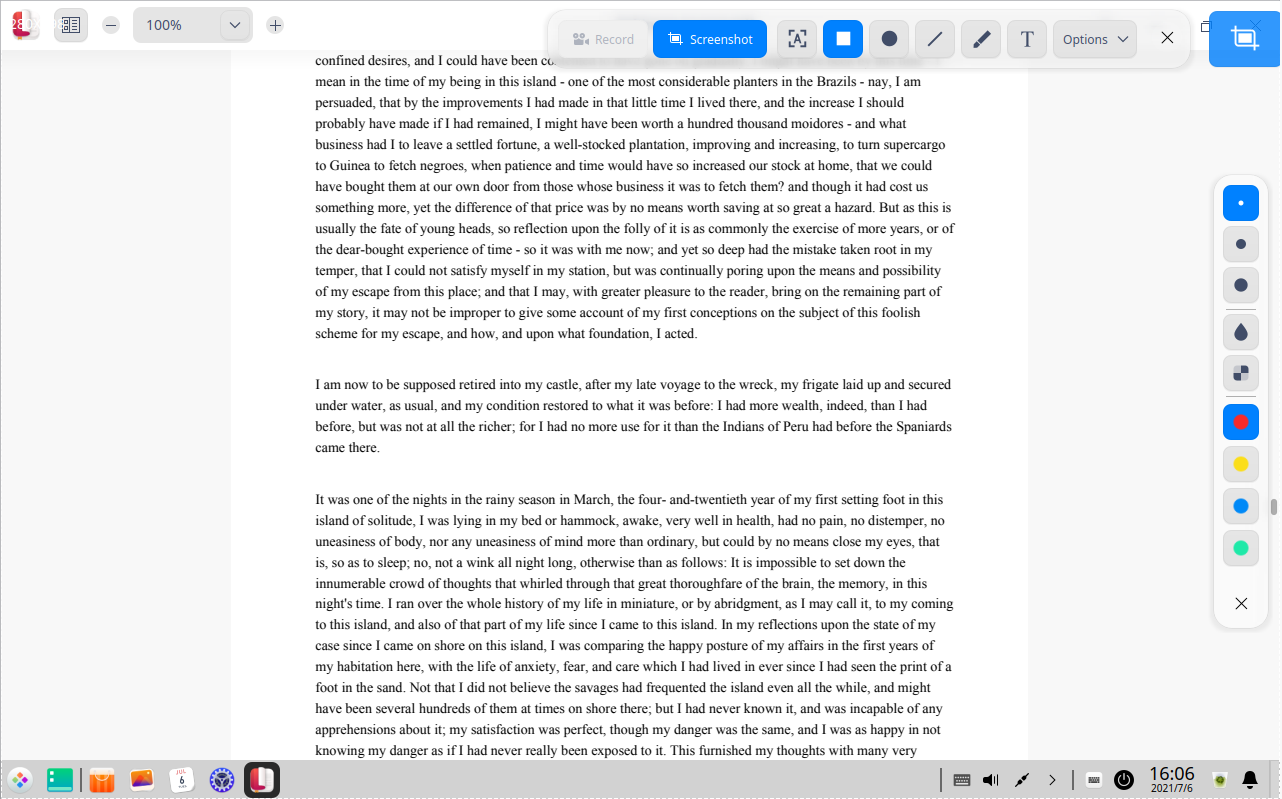 100%
Record
Screenshot
T
Options
confined desires, and I could have been
mean in the time of my being in this island - one of the most considerable planters in the Brazils - nay, I am
persuaded, that by the improvements I had made in that little time I lived there, and the increase I should
probably have made if I had remained, I might have been worth a hundred thousand moidores - and what
business had I to leave a settled fortune, a well-stocked plantation, improving and increasing, to turn supercargo
to Guinea to fetch negroes, when patience and time would have so increased our stock at home, that we could
have bought them at our own door from those whose business it was to fetch them? and though it had cost us
something more, yet the difference of that price was by no means worth saving at so great a hazard. But as this is
usually the fate of young heads, so reflection upon the folly of it is as commonly the exercise of more years, or of
the dear-bought experience of time - so it was with me now; and yet so deep had the mistake taken root in my
temper, that I could not satisfy myself in my station, but was continually poring upon the means and possibility
of my escape from this place; and that I may, with greater pleasure to the reader, bring on the remaining part of
my story, it may not be improper to give some account of my first conceptions on the subject of this foolish
scheme for my escape, and how, and upon what foundation, I acted.
I am now to be supposed retired into my castle, after my late voyage to the wreck, my frigate laid up and secured
under water, as usual, and my condition restored to what it was before: I had more wealth, indeed, than I had
before, but was not at all the richer; for I had no more use for it than the Indians of Peru had before the Spaniards
came there.
It was one of the nights in the rainy season in March, the four- and-twentieth year of my first setting foot in this
island of solitude, I was lying in my bed or hammock, awake, very well in health, had no pain, no distemper, no
uneasiness of body, nor any uneasiness of mind more than ordinary, but could by no means close my eyes, that
is, so as to sleep; no, not a wink all night long, otherwise than as follows: It is impossible to set down the
innumerable crowd of thoughts that whirled through that great thoroughfare of the brain, the memory, in this
night's time. I ran over the whole history of my life in miniature, or by abridgment, as I may call it, to my coming
to this island, and also of that part of my life since I came to this island. In my reflections upon the state of my
case since I came on shore on this island, I was comparing the happy posture of my affairs in the first years of
my habitation here, with the life of anxiety, fear, and care which I had lived in ever since I had seen the print of a
foot in the sand. Not that I did not believe the savages had frequented the island even all the while, and might
have been several hundreds of them at times on shore there; but I had never known it, and was incapable of any
apprehensions about it; my satisfaction was perfect, though my danger was the same, and I was as happy in not
knowing my danger as if I had never really been exposed to it. This furnished my thoughts with many very
JUL
6
16:06
2021/7/6